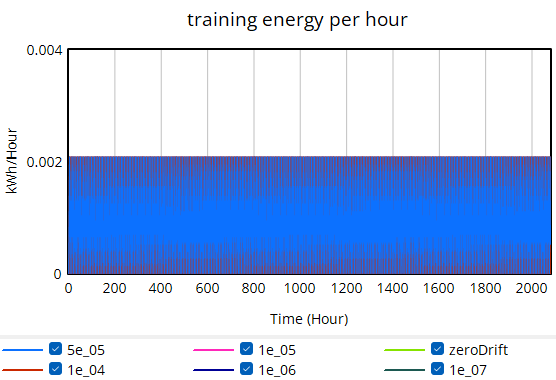 training energy per hour
0.004
0.002
0
kWh/Hour
0 200 400 600 800 1000 1200 1400 1600 1800 2000
Time (Hour)
5e_05 1e_05 zeroDrift
1e_04 1e_06 1e_07